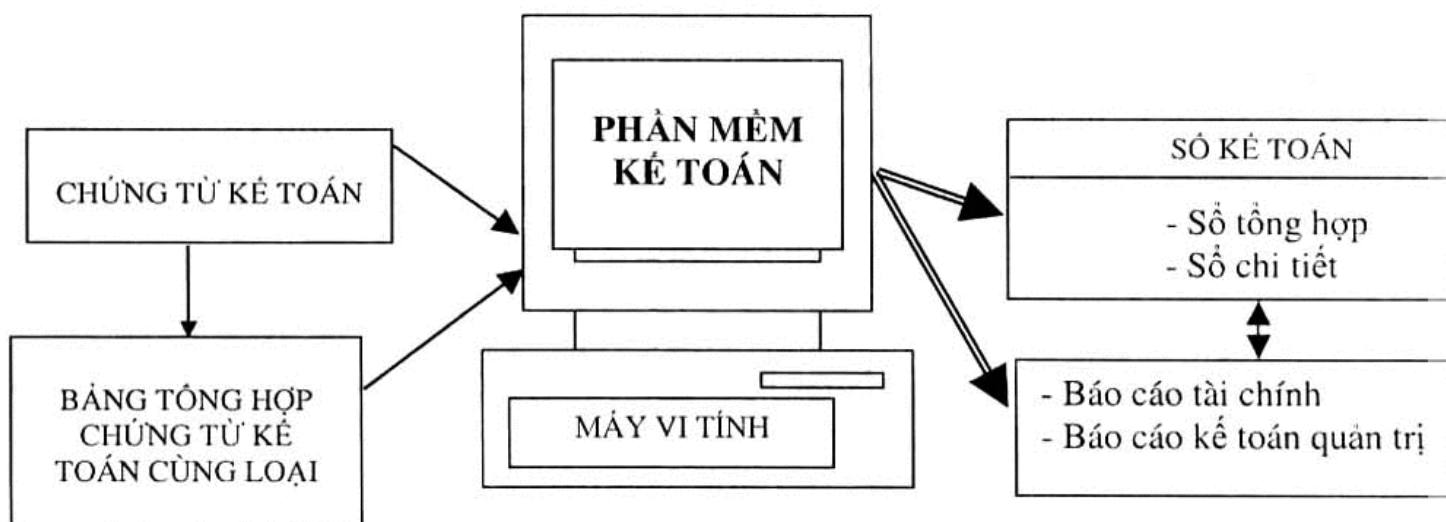 CHỨNG TỪ KẾ TOÁN
BẢNG TỔNG HỢP
CHỨNG TỪ KẾ
TOÁN CÙNG LOẠI
PHẦN MỀM
KẾ TOÁN
MÁY VI TÍNH
SỔ KẾ TOÁN
- Sổ tổng hợp
- Sổ chi tiết
- Báo cáo tài chính
- Báo cáo kế toán quản trị